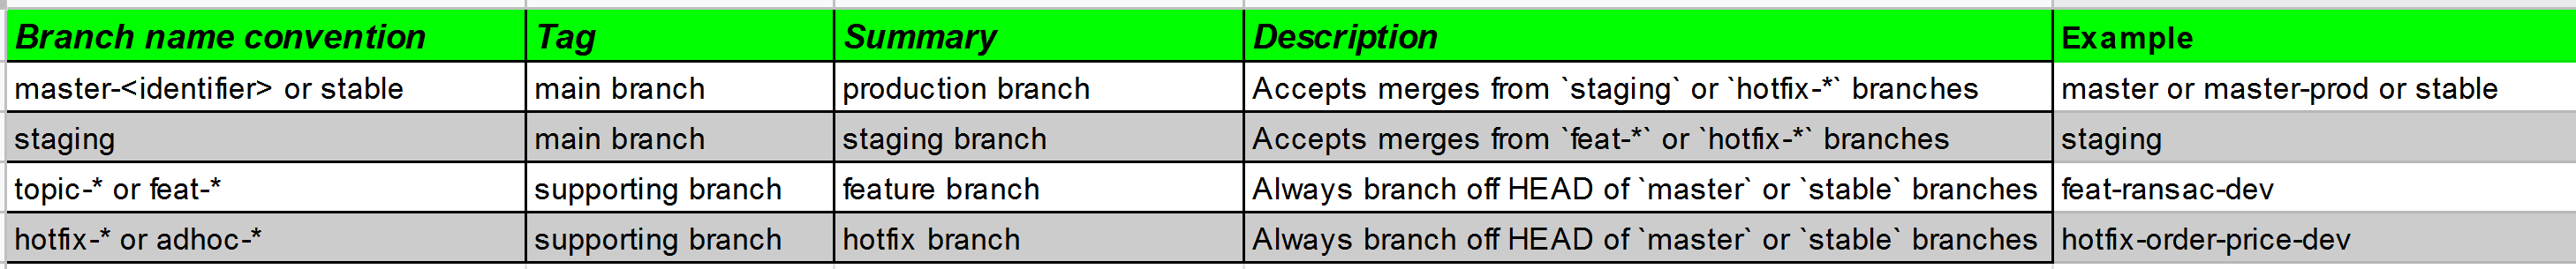 Branch name convention Tag Summary Description Example
master-<identifier> or stable main branch production branch Accepts merges from `staging` or `hotfix-*` branches master or master-prod or stable
staging main branch staging branch Accepts merges from `feat-*` or `hotfix-*` branches staging
topic-* or feat-* supporting branch feature branch Always branch off HEAD of `master` or `stable` branches feat-ransac-dev
hotfix-* or adhoc-* supporting branch hotfix branch Always branch off HEAD of `master` or `stable` branches hotfix-order-price-dev